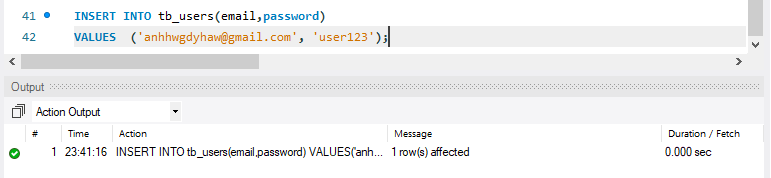 41 INSERT INTO tb_users(email,password)
42 VALUES ('anhhwgdyhaw@gmail.com', 'user123');
Output
Action Output
# Time Action Message Duration / Fetch
1 23:41:16 INSERT INTO tb_users(email,password) VALUES('anh... 1 row(s) affected 0.000 sec